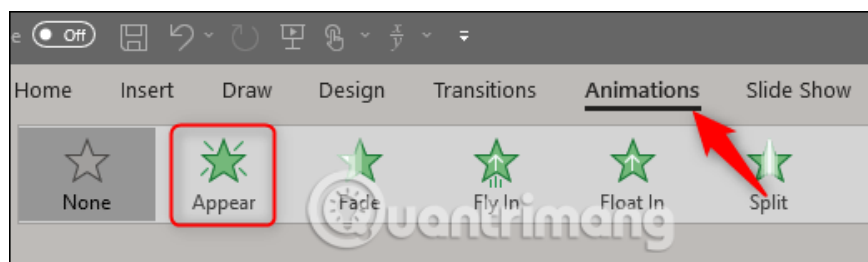 e Off x/y
Home Insert Draw Design Transitions Animations Slide Show
None Appear Fade Fly In Float In Split
Quantrimang